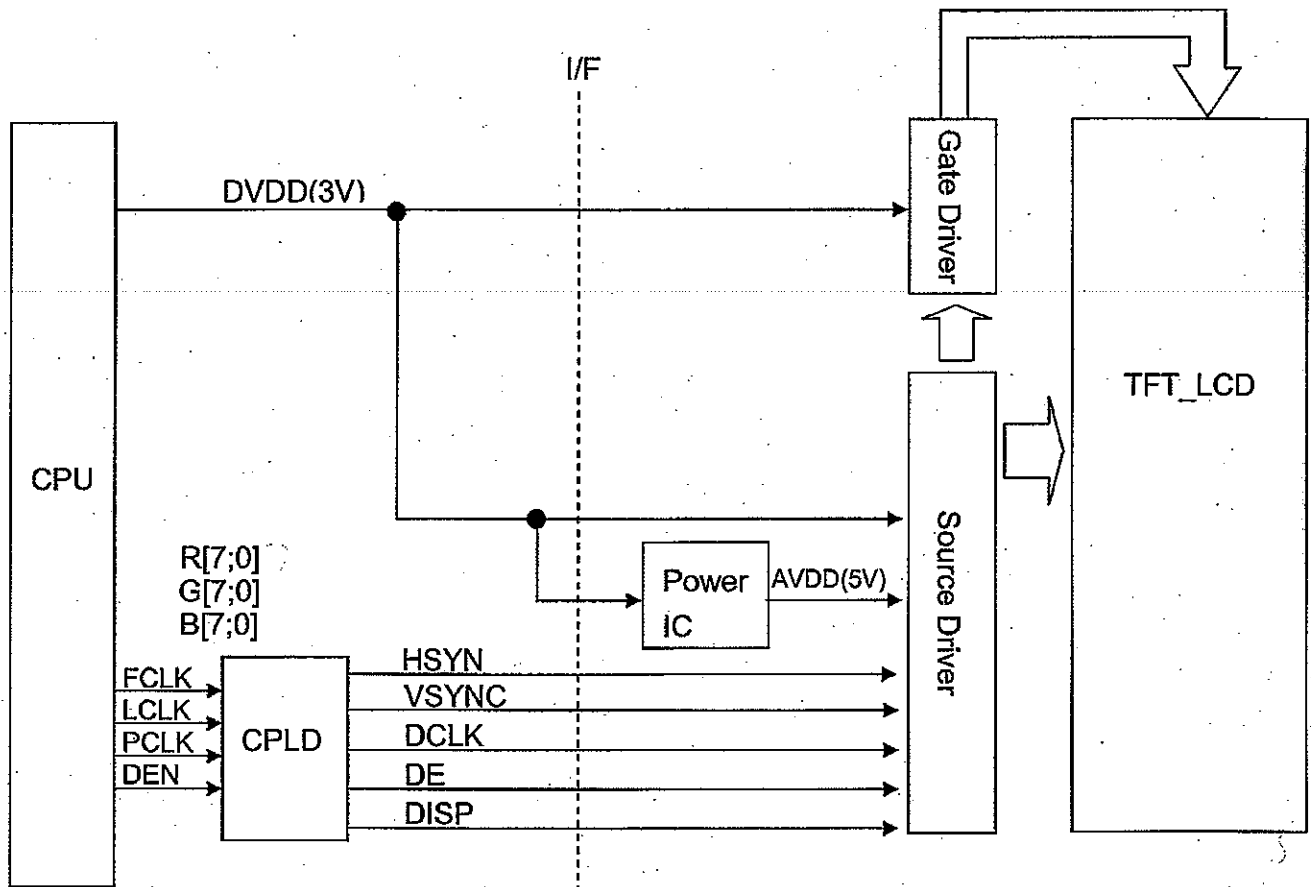 I/F
DVDD(3V)
Gate Driver
TFT_LCD
CPU
Source Driver
R[7;0]
G[7;0]
B[7;0]
Power
IC
AVDD(5V)
FCLK
LCLK
PCLK
DEN
CPLD
HSYN
VSYNC
DCLK
DE
DISP